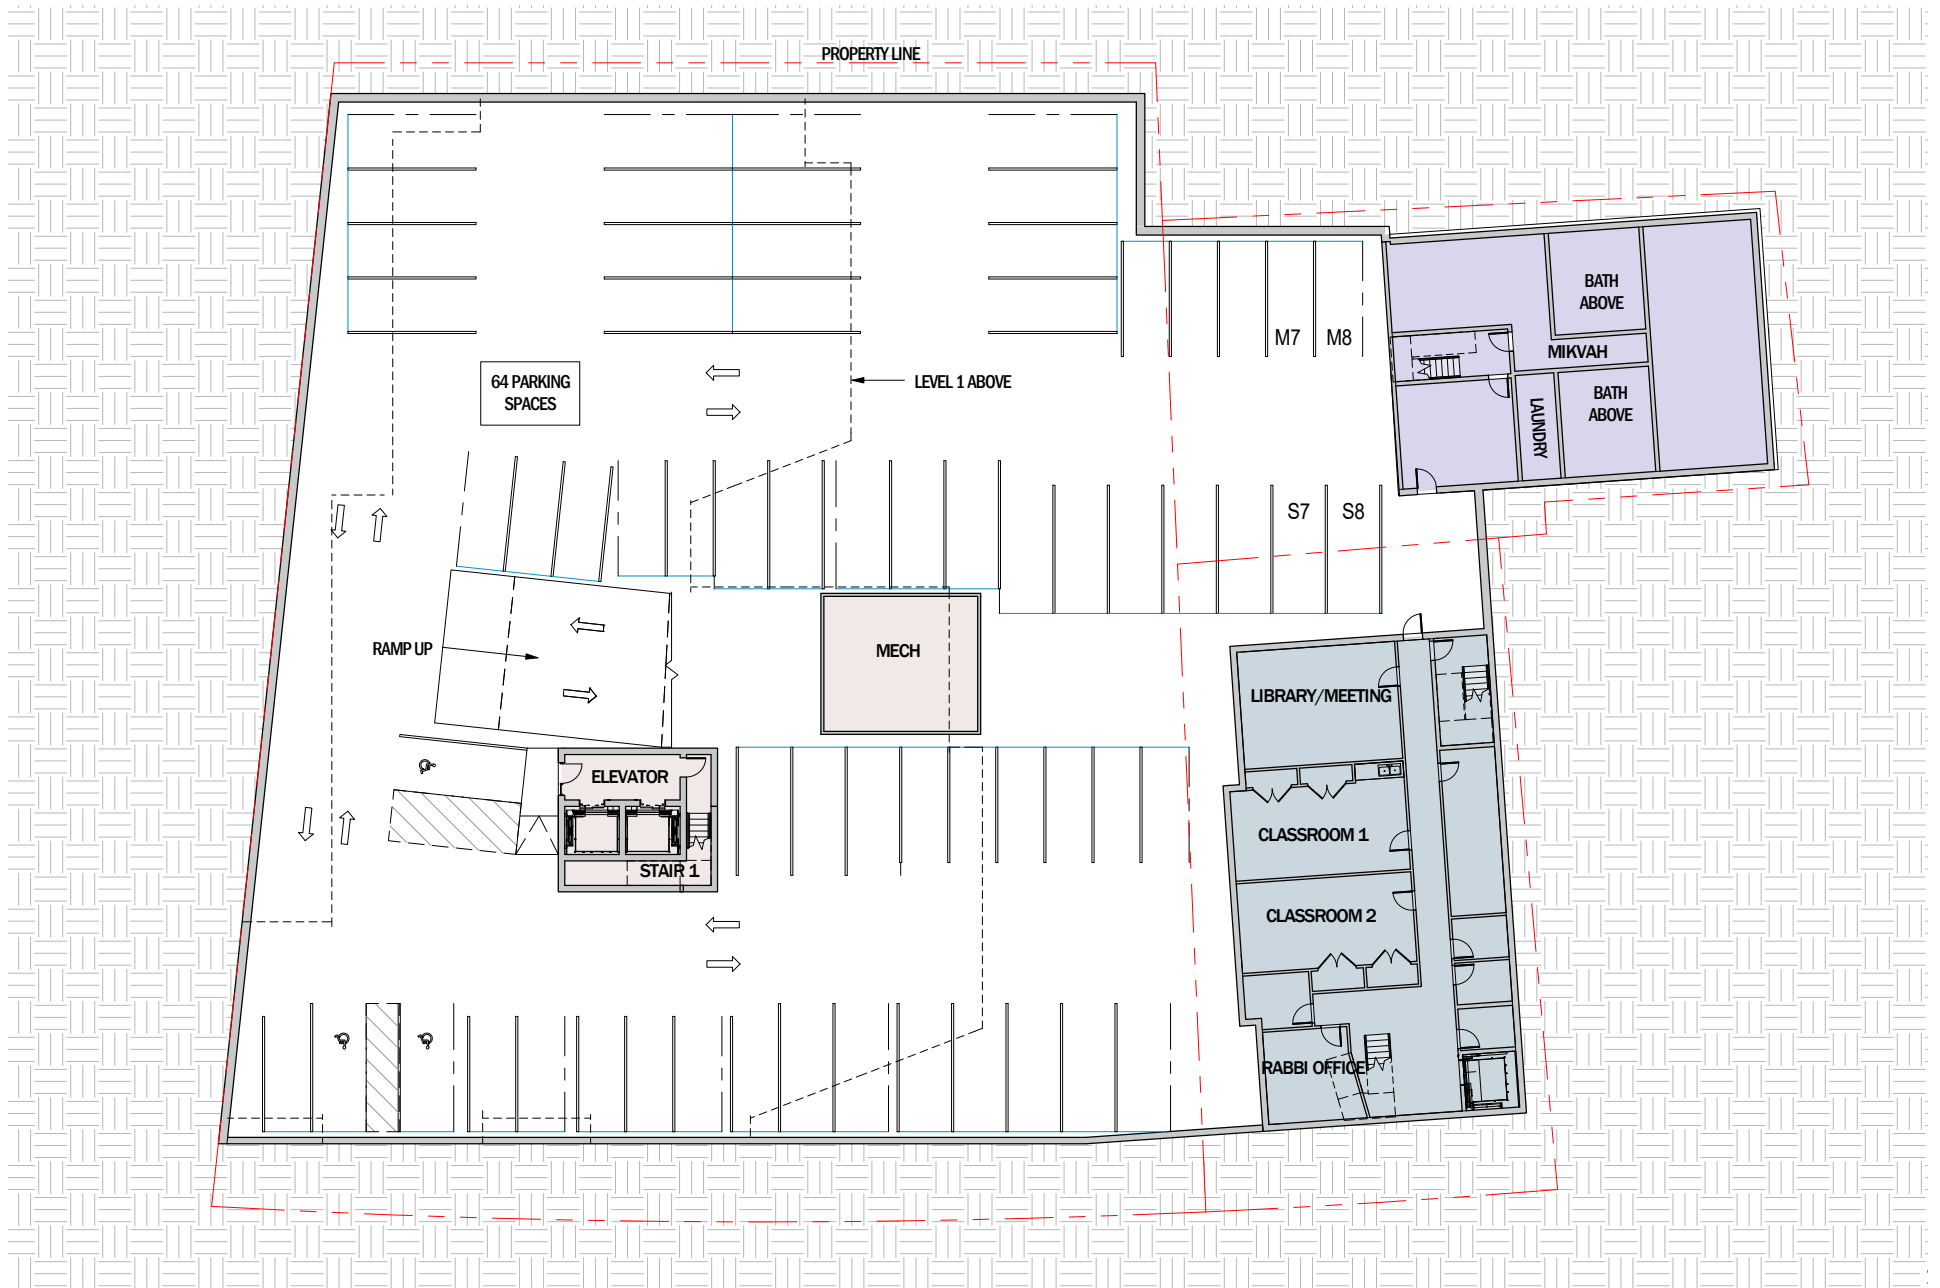 PROPERTY LINE
BATH
ABOVE
M7
M8
MIKVAH
64 PARKING
SPACES
LEVEL 1 ABOVE
BATH
ABOVE
LAUNDRY
S7
S8
RAMP UP
MECH
LIBRARY/MEETING
ELEVATOR
CLASSROOM 1
STAIR 1
CLASSROOM 2
RABBI OFFICE